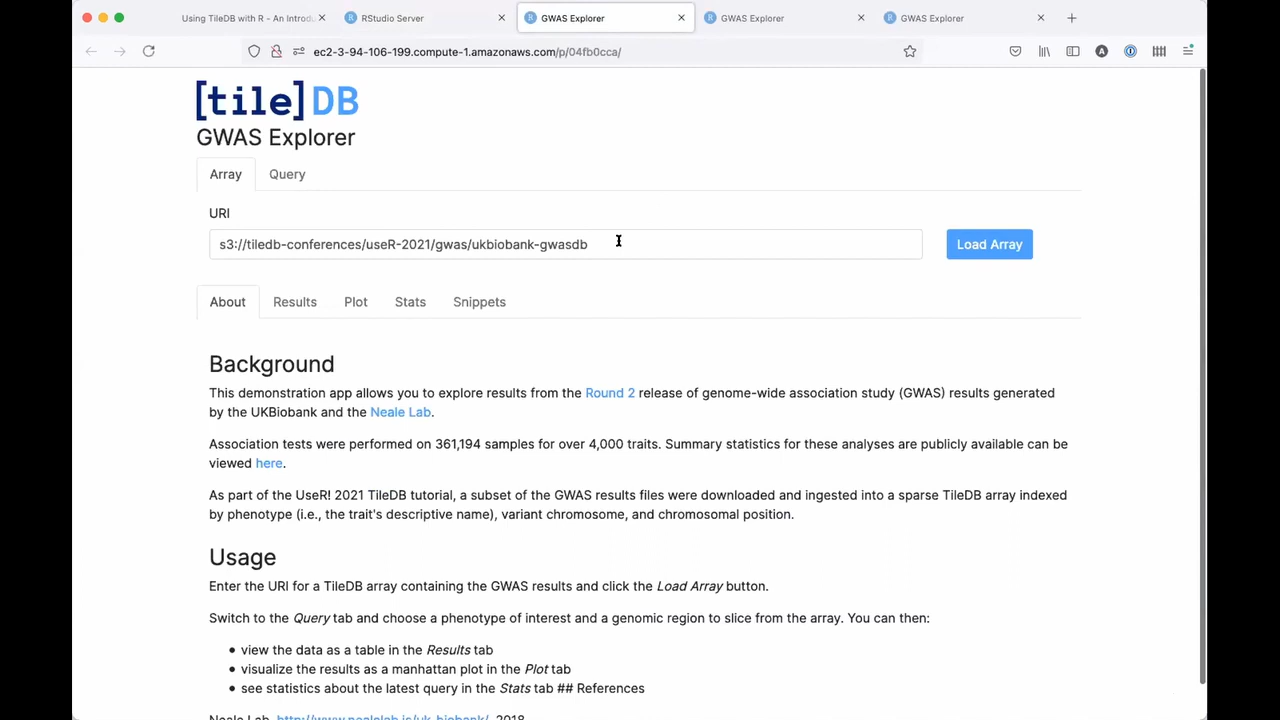 Using TileDB with R - An Introdu
RStudio Server
GWAS Explorer
GWAS Explorer
GWAS Explorer
ec2-3-94-106-199.compute-1.amazonaws.com/p/04fb0cca/
[tile]DB
GWAS Explorer
Array Query
URI
s3://tiledb-conferences/useR-2021/gwas/ukbiobank-gwasdb
Load Array
About Results Plot Stats Snippets
Background
This demonstration app allows you to explore results from the Round 2 release of genome-wide association study (GWAS) results generated
by the UKBiobank and the Neale Lab.
Association tests were performed on 361,194 samples for over 4,000 traits. Summary statistics for these analyses are publicly available can be
viewed here.
As part of the UseR! 2021 TileDB tutorial, a subset of the GWAS results files were downloaded and ingested into a sparse TileDB array indexed
by phenotype (i.e., the trait's descriptive name), variant chromosome, and chromosomal position.
Usage
Enter the URI for a TileDB array containing the GWAS results and click the Load Array button.
Switch to the Query tab and choose a phenotype of interest and a genomic region to slice from the array. You can then:
• view the data as a table in the Results tab
• visualize the results as a manhattan plot in the Plot tab
• see statistics about the latest query in the Stats tab ## References
Neale Lab. http://www.nealelab.is/uk-biobank/. 2018